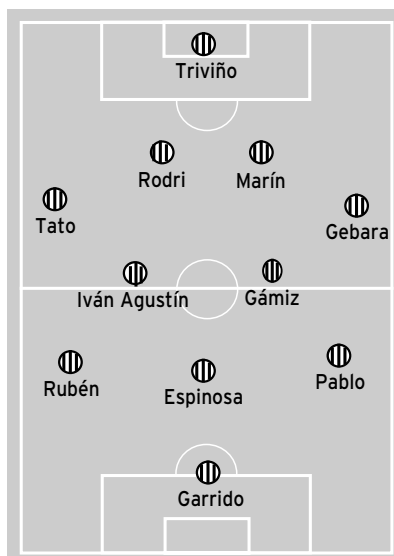 Triviño
Rodri
Marín
Tato
Gebara
Iván Agustín
Gámiz
Rubén
Espinosa
Pablo
Garrido